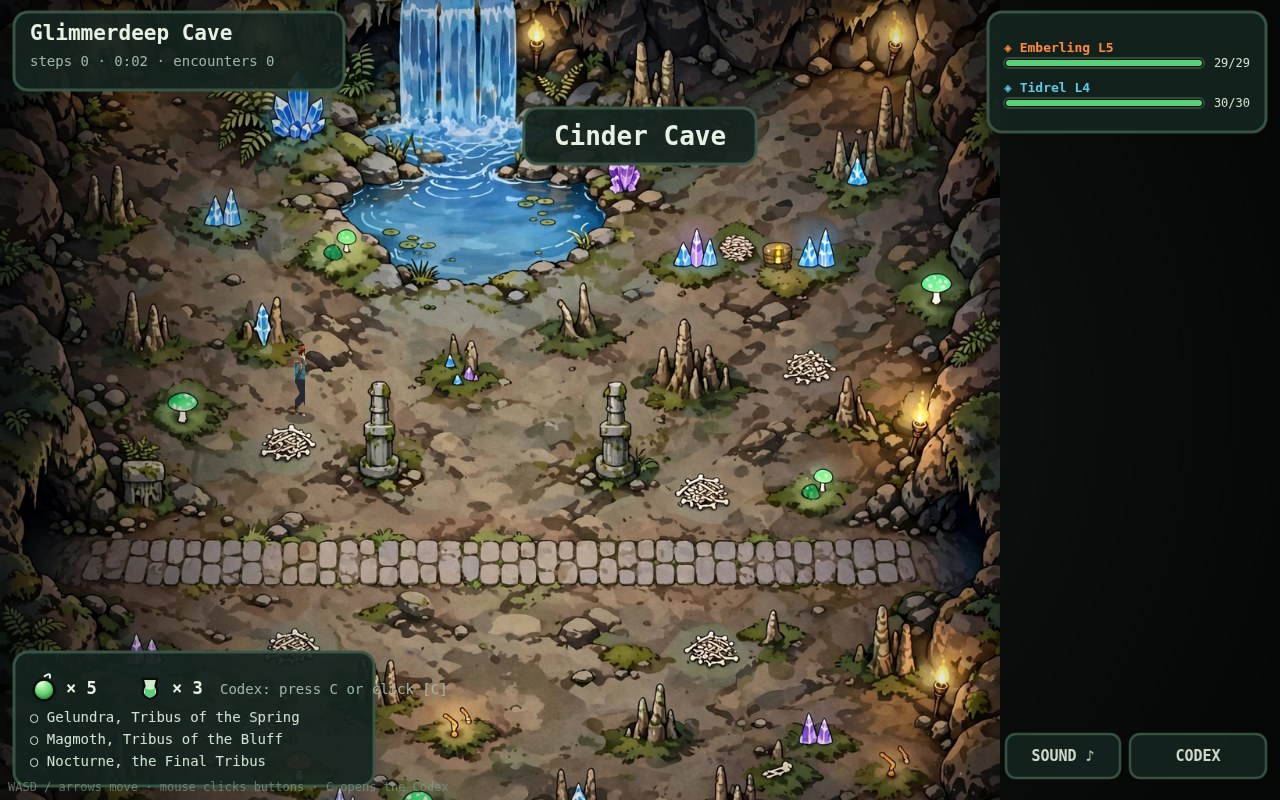 Glimmerdeep Cave
steps 0 · 0:02 · encounters 0
◈ Emberling L5
29/29
◈ Tidrel L4
30/30
Cinder Cave
× 5 × 3 Codex: press C or click [C]
○ Gelundra, Tribus of the Spring
○ Magmoth, Tribus of the Bluff
○ Nocturne, the Final Tribus
WASD / arrows move · mouse clicks buttons · C opens the Codex
SOUND ♪
CODEX